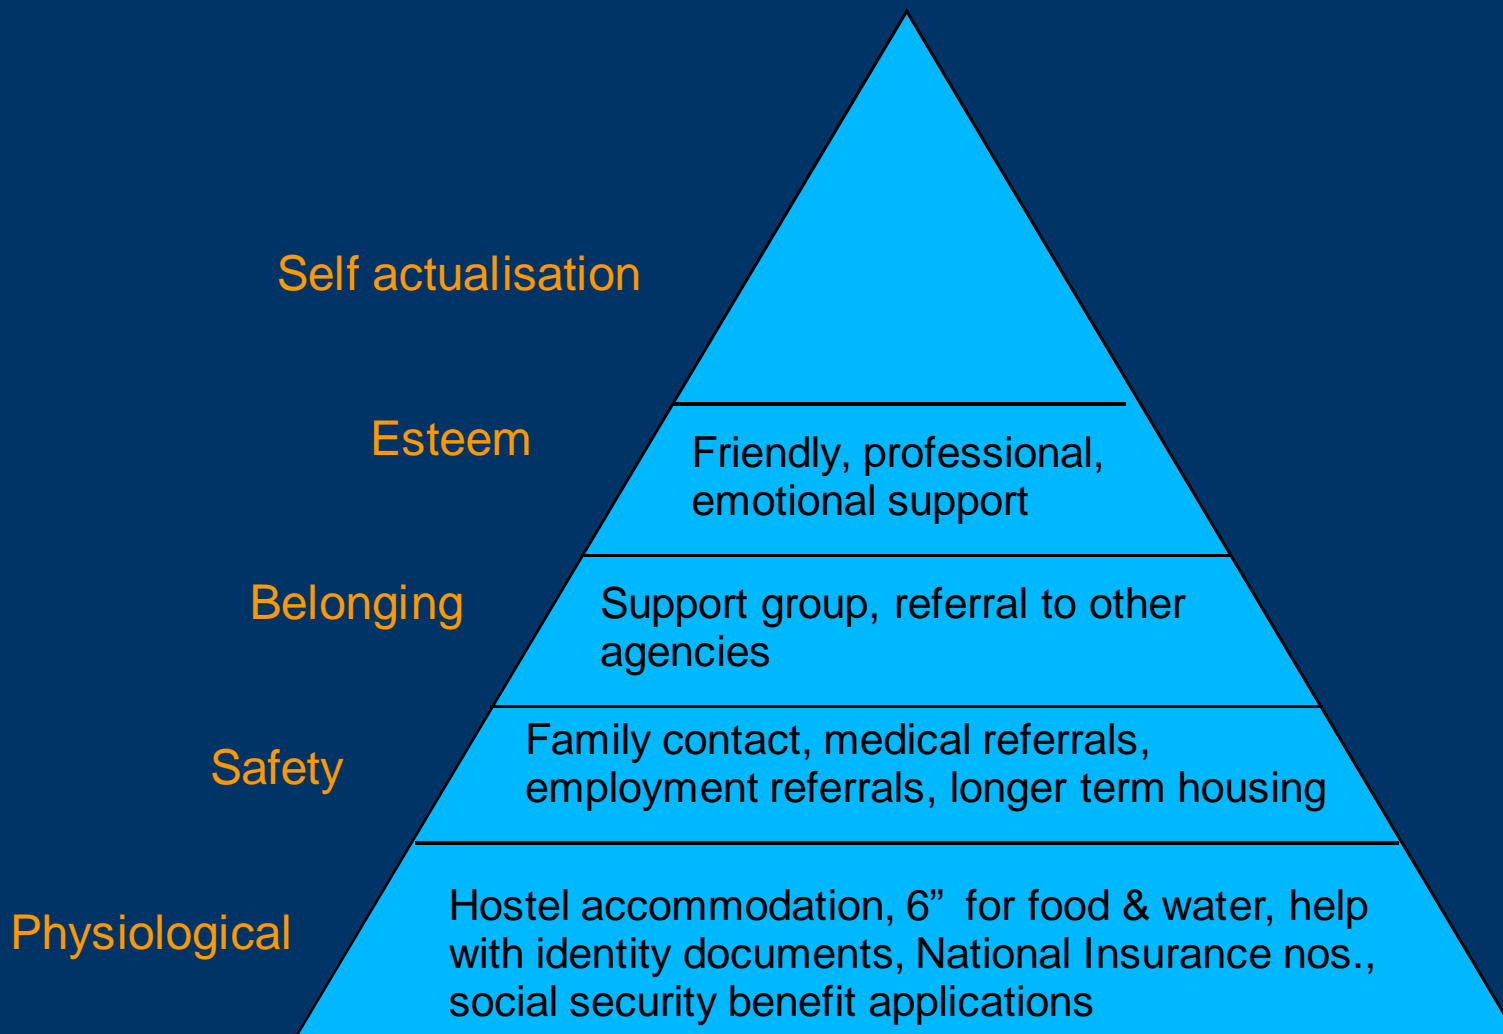 Self actualisation
Esteem
Friendly, professional,
emotional support
Belonging
Support group, referral to other
agencies
Safety
Family contact, medical referrals,
employment referrals, longer term housing
Physiological
Hostel accommodation, 6” for food & water, help
with identity documents, National Insurance nos.,
social security benefit applications